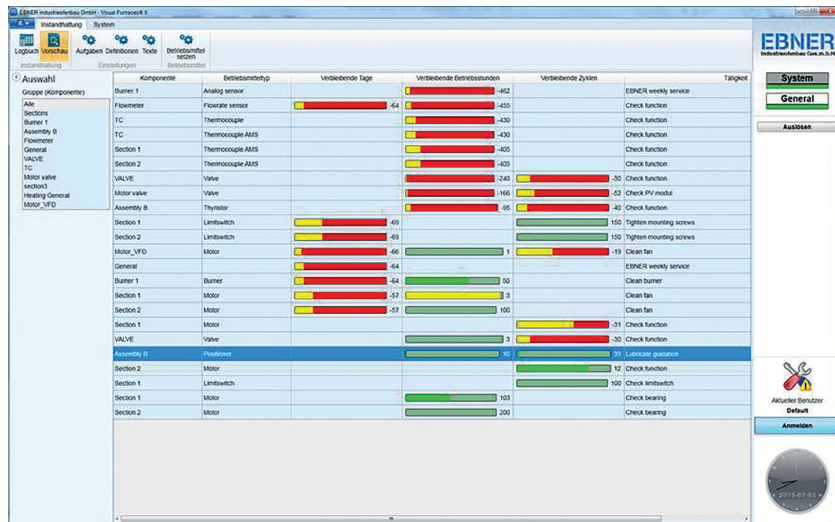 EBNER Industrieofenbau GmbH - Visual Furnaces® 6
Instandhaltung System
Logbuch Vorschau Aufgaben Definitionen Texte Betriebsmittel setzen
Instandhaltung Einstellungen Betriebsmittel
EBNER
Industrieofenbau Ges.m.b.H
Auswahl
Gruppe (Komponente)
Alle
Sections
Burner 1
Assembly B
Flowmeter
General
VALVE
TC
Motor valve
section3
Heating General
Motor_VFD
Komponente Betriebsmitteltyp Verbleibende Tage Verbleibende Betriebsstunden Verbleibende Zyklen Tätigkeit
Burner 1 Analog sensor -462 EBNER weekly service
Flowmeter Flowrate sensor -64 -455 Check function
TC Thermocouple -430 Check function
TC Thermocouple AMS -430 Check function
Section 1 Thermocouple AMS -405 Check function
Section 2 Thermocouple AMS -405 Check function
VALVE Valve -240 -30 Check function
Motor valve Valve -166 -52 Check PV modul
Assembly B Thyristor -95 -40 Check function
Section 1 Limitswitch -69 150 Tighten mounting screws
Section 2 Limitswitch -69 150 Tighten mounting screws
Motor_VFD Motor -66 1 -19 Clean fan
General -64 EBNER weekly service
Burner 1 Burner -64 50 Clean burner
Section 1 Motor -57 3 Clean fan
Section 2 Motor -57 100 Clean fan
Section 1 Motor -31 Check function
VALVE Valve 3 -30 Check function
Assembly B Positioner 10 39 Lubricate guidance
Section 2 Motor 12 Check function
Section 1 Limitswitch 100 Check limitswitch
Section 1 Motor 103 Check bearing
Section 2 Motor 200 Check bearing
System
General
Auslösen
Aktueller Benutzer
Default
Anmelden
2015-07-03